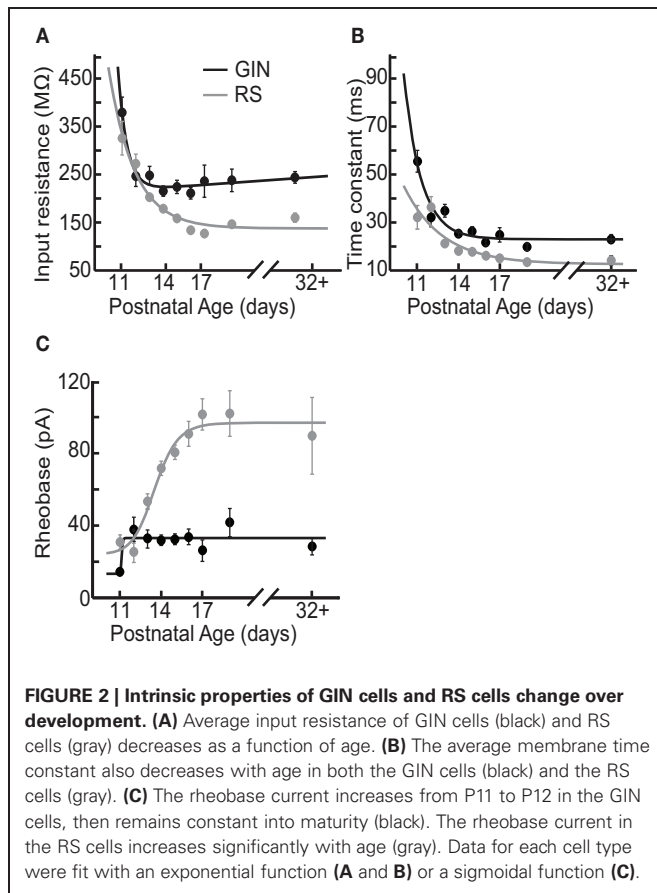 A
B
450
350
250
150
50
Input resistance (MΩ)
GIN
RS
11 14 17 32+
Postnatal Age (days)
90
70
50
30
10
Time constant (ms)
11 14 17 32+
Postnatal Age (days)
C
120
80
40
0
Rheobase (pA)
11 14 17 32+
Postnatal Age (days)
FIGURE 2 | Intrinsic properties of GIN cells and RS cells change over
development. (A) Average input resistance of GIN cells (black) and RS
cells (gray) decreases as a function of age. (B) The average membrane time
constant also decreases with age in both the GIN cells (black) and the RS
cells (gray). (C) The rheobase current increases from P11 to P12 in the GIN
cells, then remains constant into maturity (black). The rheobase current in
the RS cells increases significantly with age (gray). Data for each cell type
were fit with an exponential function (A and B) or a sigmoidal function (C).